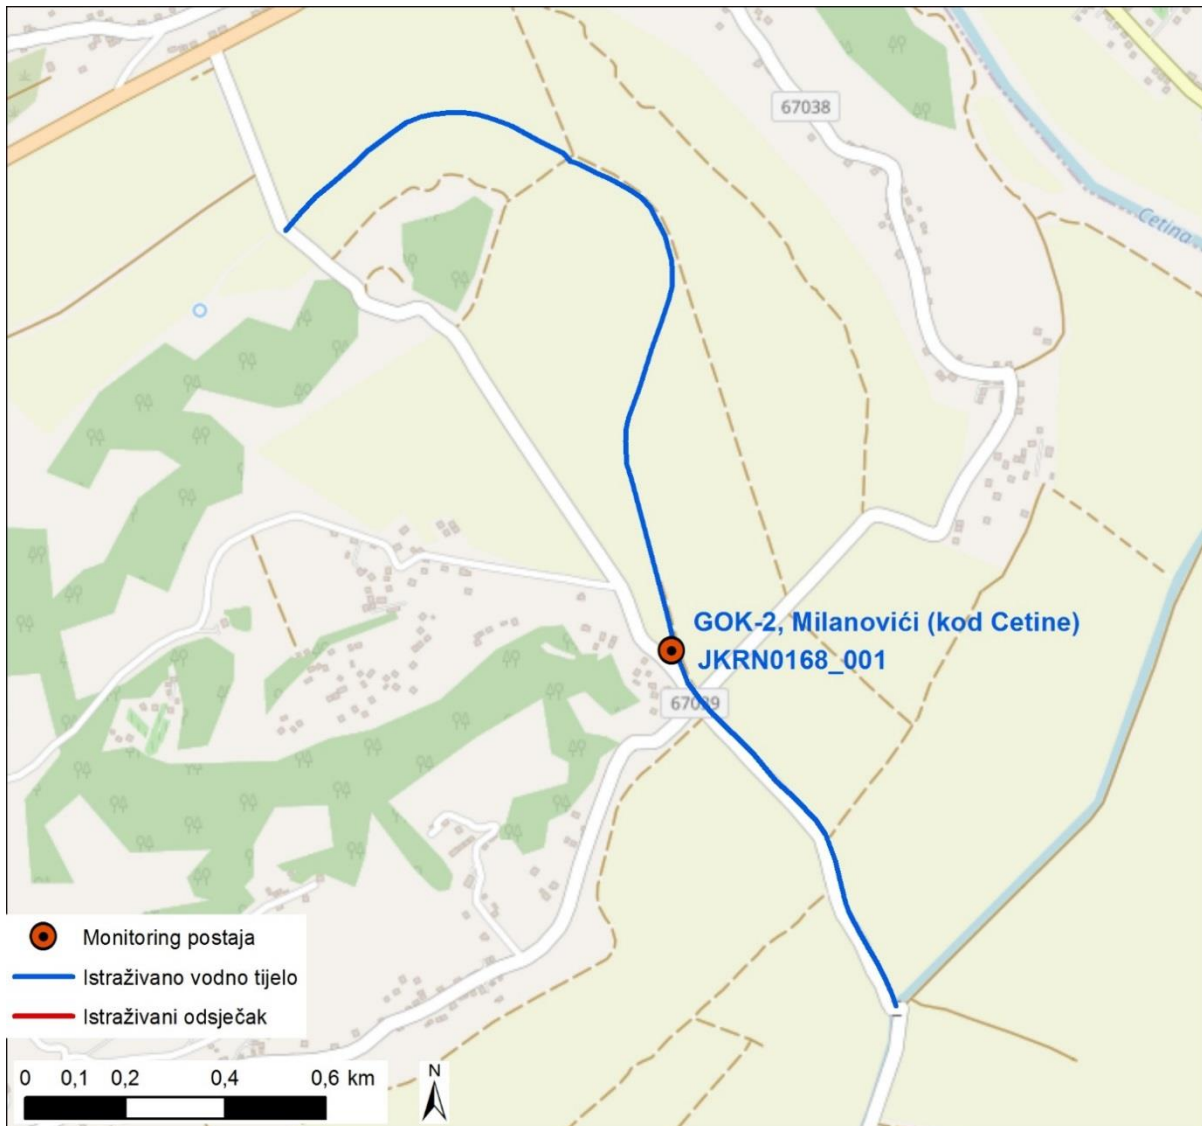 67038
Cetina
GOK-2, Milanovići (kod Cetine)
JKRN0168_001
67039
Monitoring postaja
Istraživano vodno tijelo
Istraživani odsječak
0 0,1 0,2 0,4 0,6 km
N